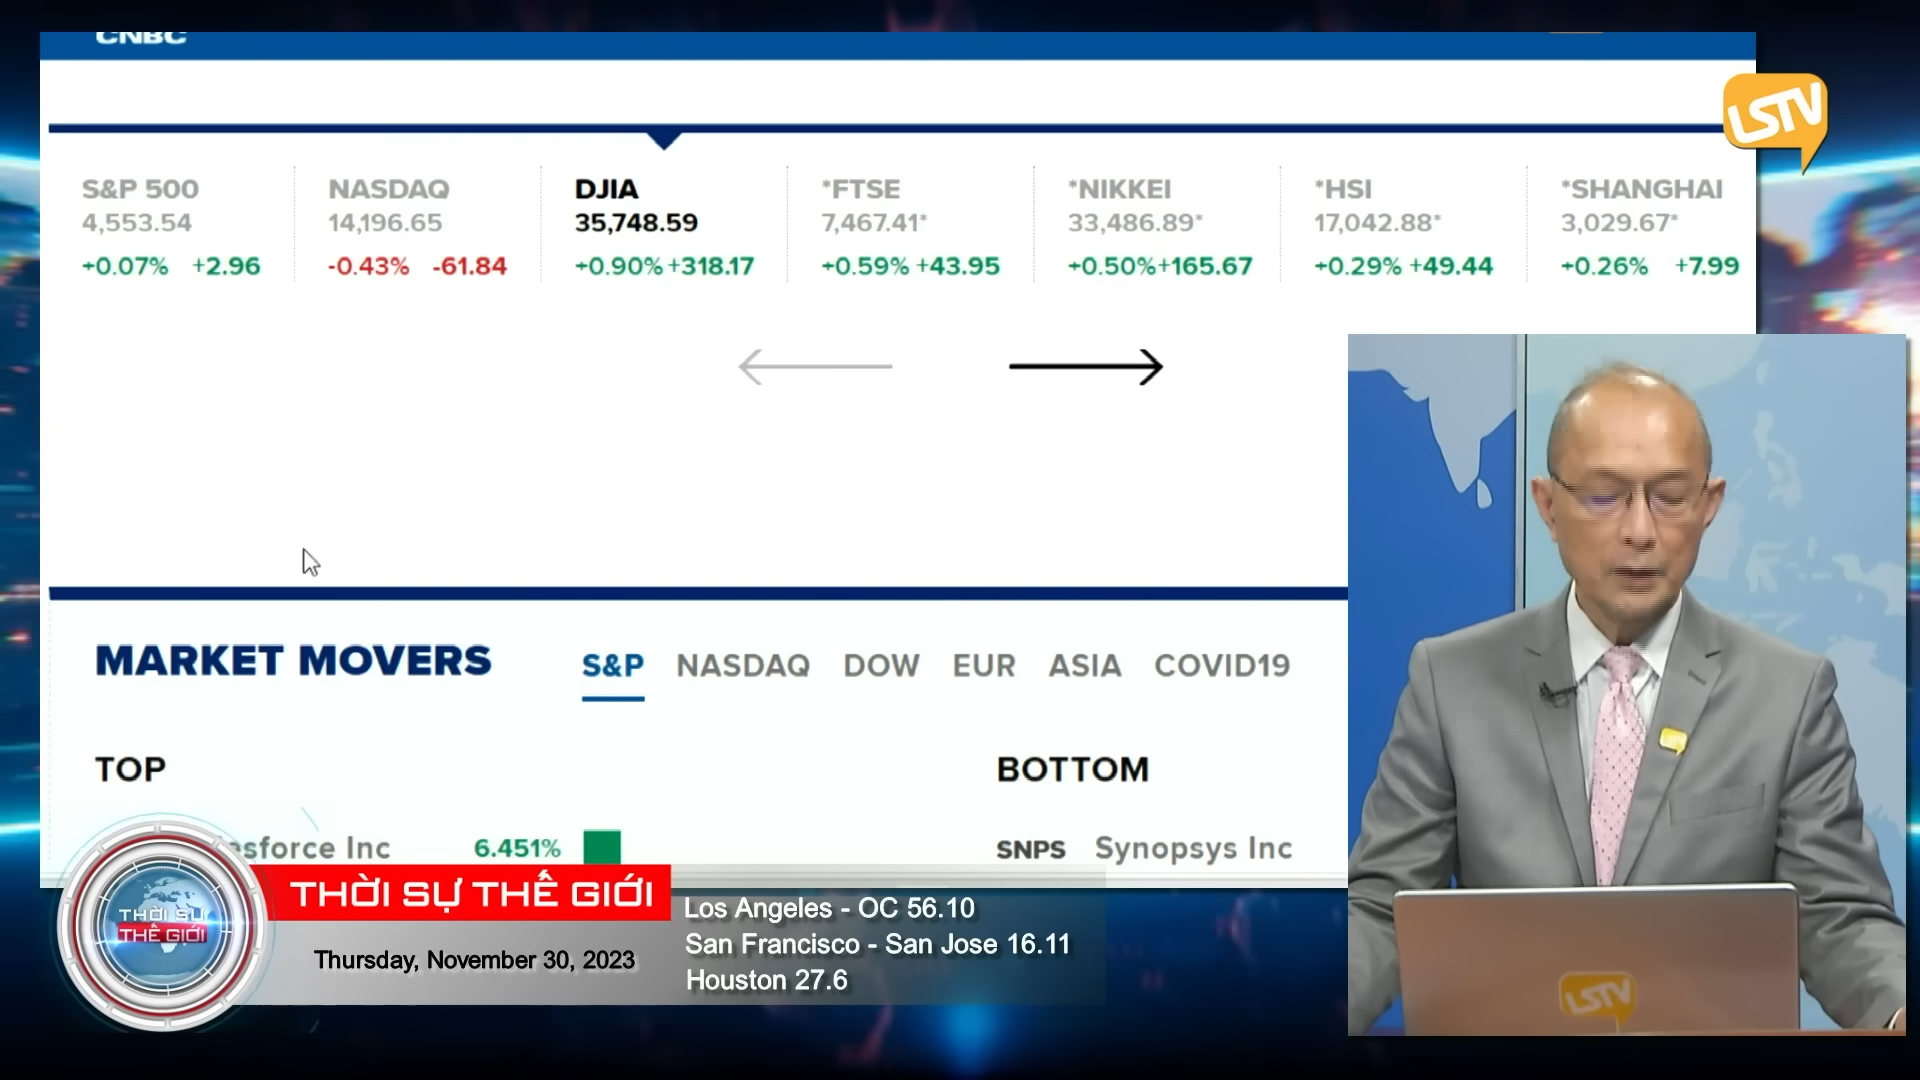 CNBC
LSTV
S&P 500
4,553.54
+0.07% +2.96
NASDAQ
14,196.65
-0.43% -61.84
DJIA
35,748.59
+0.90% +318.17
*FTSE
7,467.41*
+0.59% +43.95
*NIKKEI
33,486.89*
+0.50% +165.67
*HSI
17,042.88*
+0.29% +49.44
*SHANGHAI
3,029.67*
+0.26% +7.99
MARKET MOVERS
S&P NASDAQ DOW EUR ASIA COVID19
TOP
BOTTOM
esforce Inc 6.451%
SNPS Synopsys Inc
THỜI SỰ THẾ GIỚI
THỜI SỰ
THẾ GIỚI
Thursday, November 30, 2023
Los Angeles - OC 56.10
San Francisco - San Jose 16.11
Houston 27.6
LSTV
LSTV